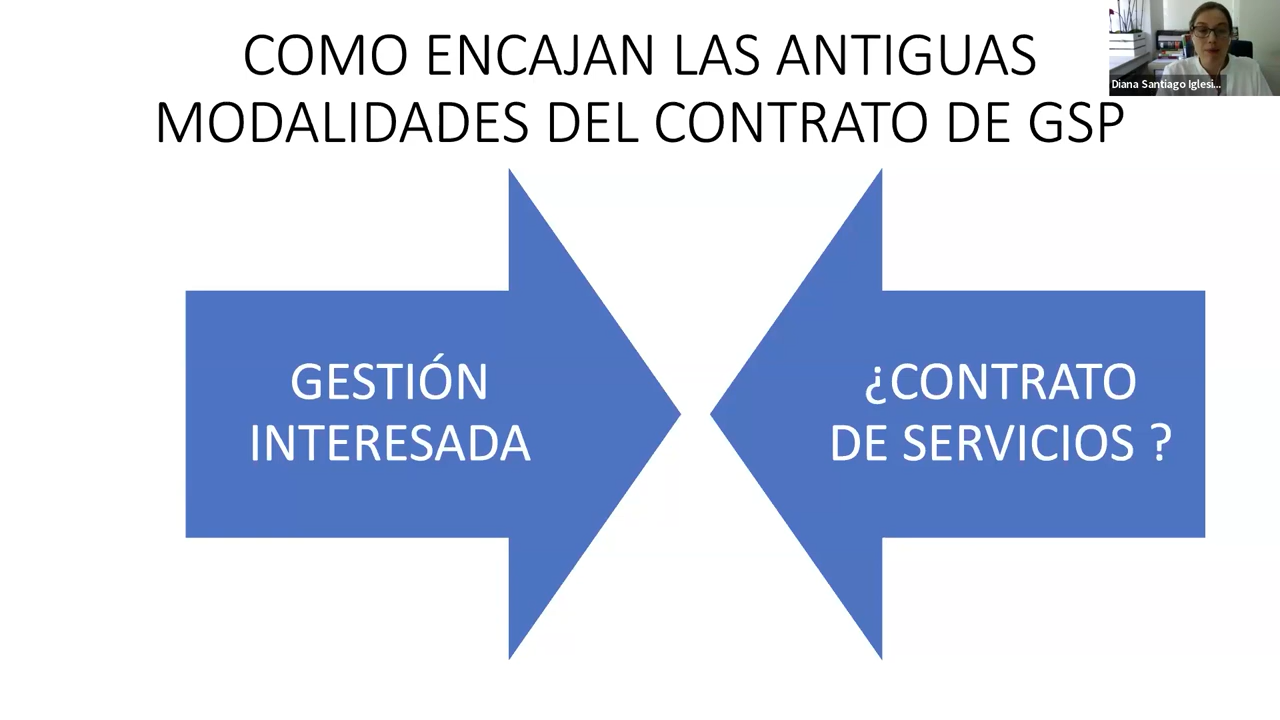 COMO ENCAJAN LAS ANTIGUAS
MODALIDADES DEL CONTRATO DE GSP
Diana Santiago Iglesi...
GESTIÓN
INTERESADA
¿CONTRATO
DE SERVICIOS ?